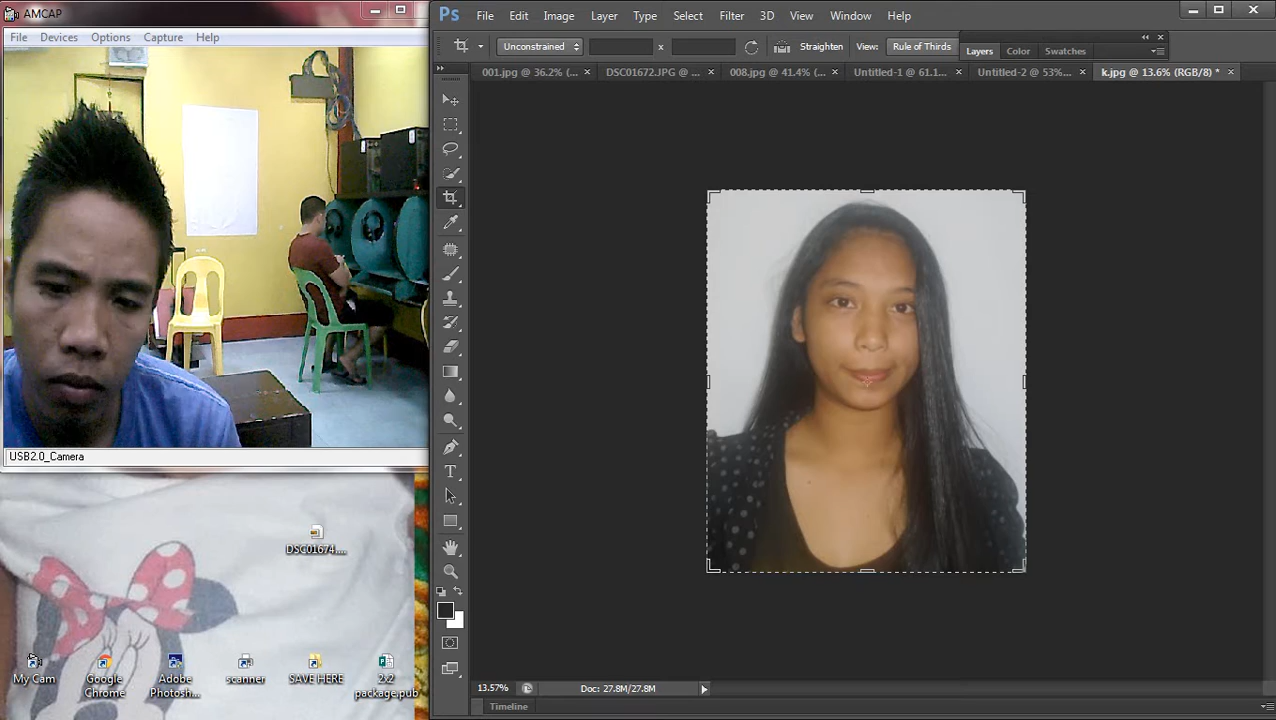 AMCAP
File Devices Options Capture Help
USB2.0_Camera
DSC01674....
My Cam
Google Chrome
Adobe Photosh...
scanner
SAVE HERE
2x2 package.pub
Ps File Edit Image Layer Type Select Filter 3D View Window Help
Unconstrained x Straighten View: Rule of Thirds
Layers Color Swatches
001.jpg @ 36.2% (... × DSC01672.JPG @ ... × 008.jpg @ 41.4% (... × Untitled-1 @ 61.1... × Untitled-2 @ 53%... × k.jpg @ 13.6% (RGB/8) * ×
13.57% Doc: 27.8M/27.8M
Timeline